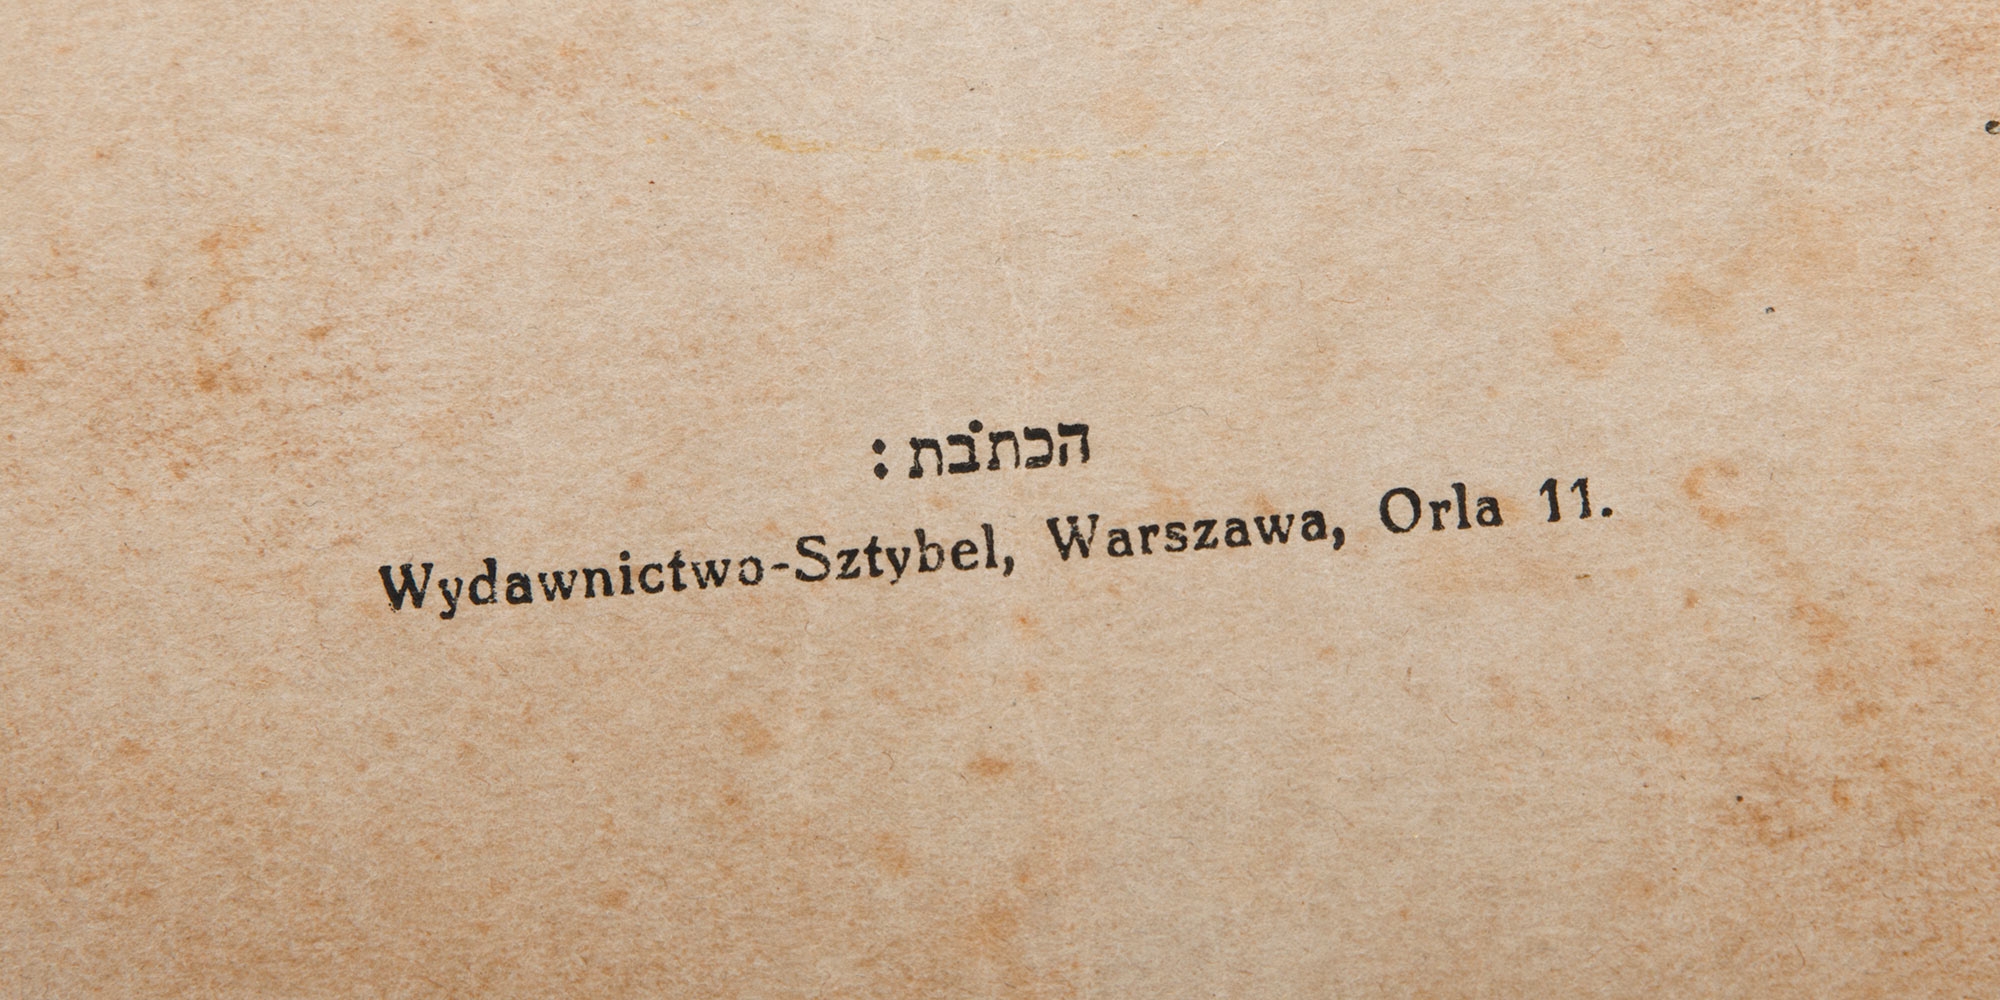 הכתֹבת :
Wydawnictwo-Sztybel, Warszawa, Orla 11.